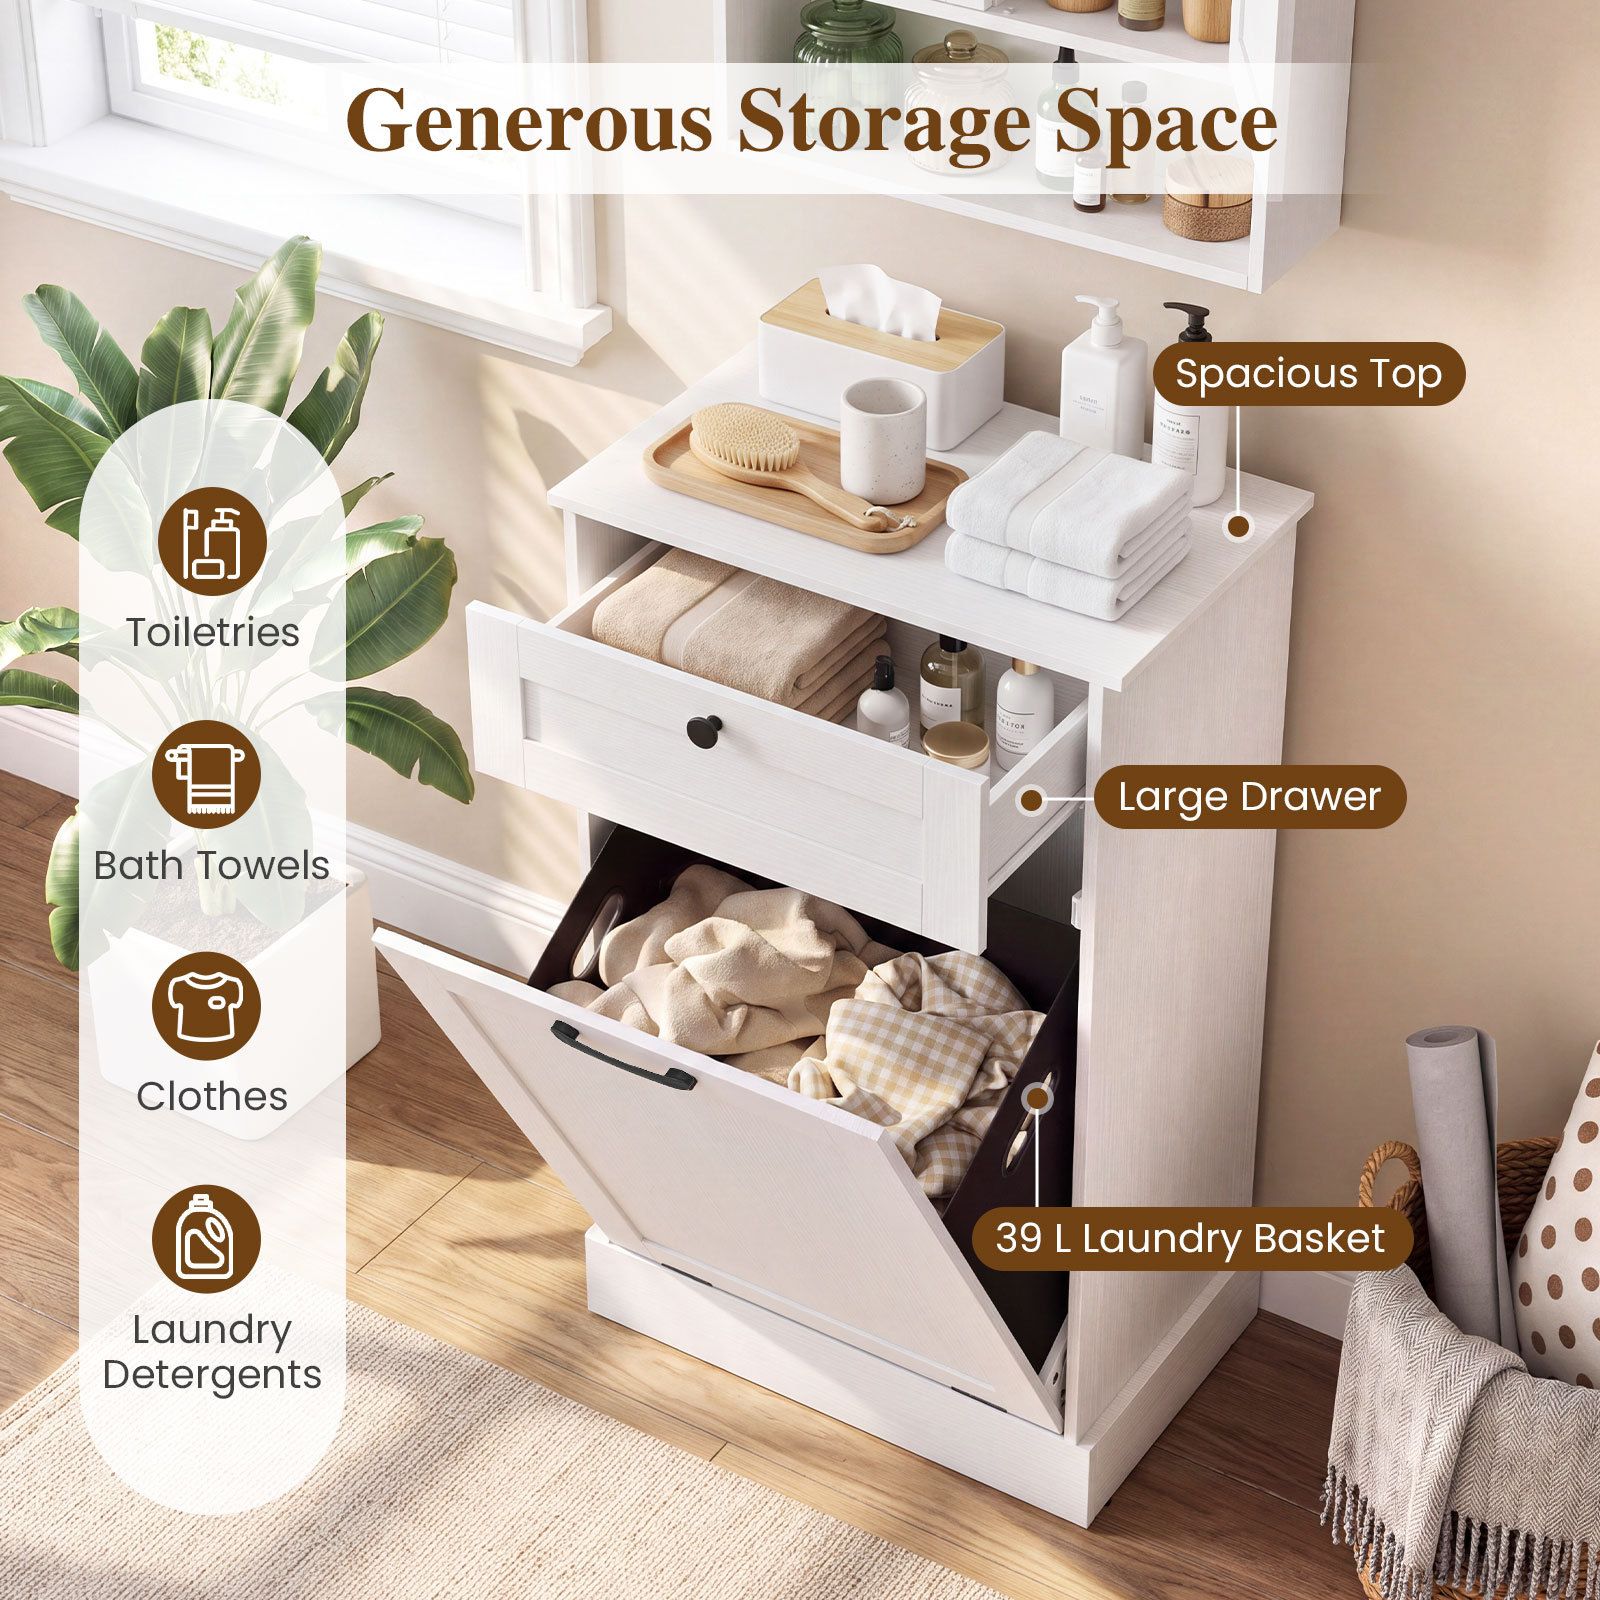 Generous Storage Space
Spacious Top
Toiletries
Large Drawer
Bath Towels
Clothes
39 L Laundry Basket
Laundry
Detergents